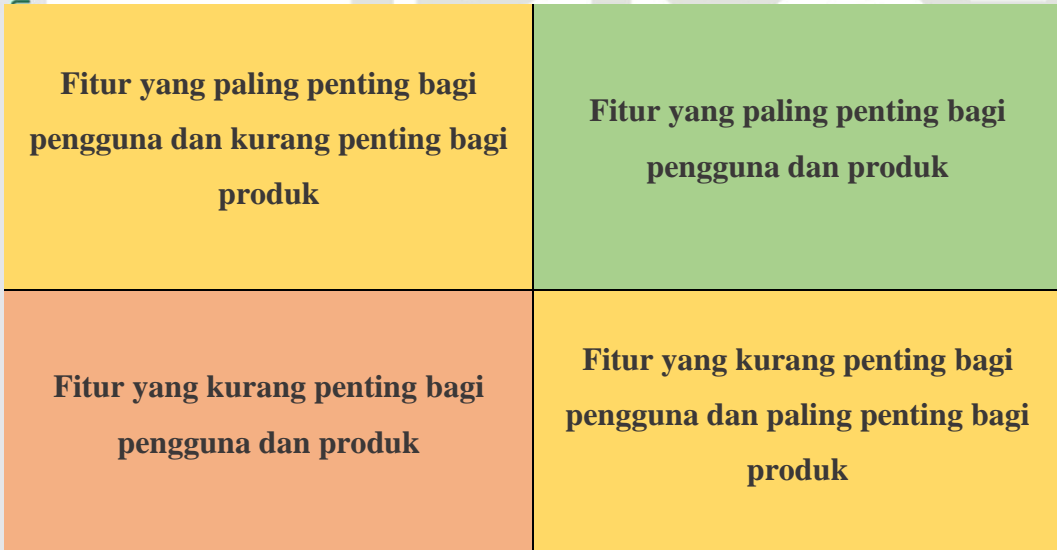 Fitur yang paling penting bagi
pengguna dan kurang penting bagi
produk
Fitur yang paling penting bagi
pengguna dan produk
Fitur yang kurang penting bagi
pengguna dan produk
Fitur yang kurang penting bagi
pengguna dan paling penting bagi
produk